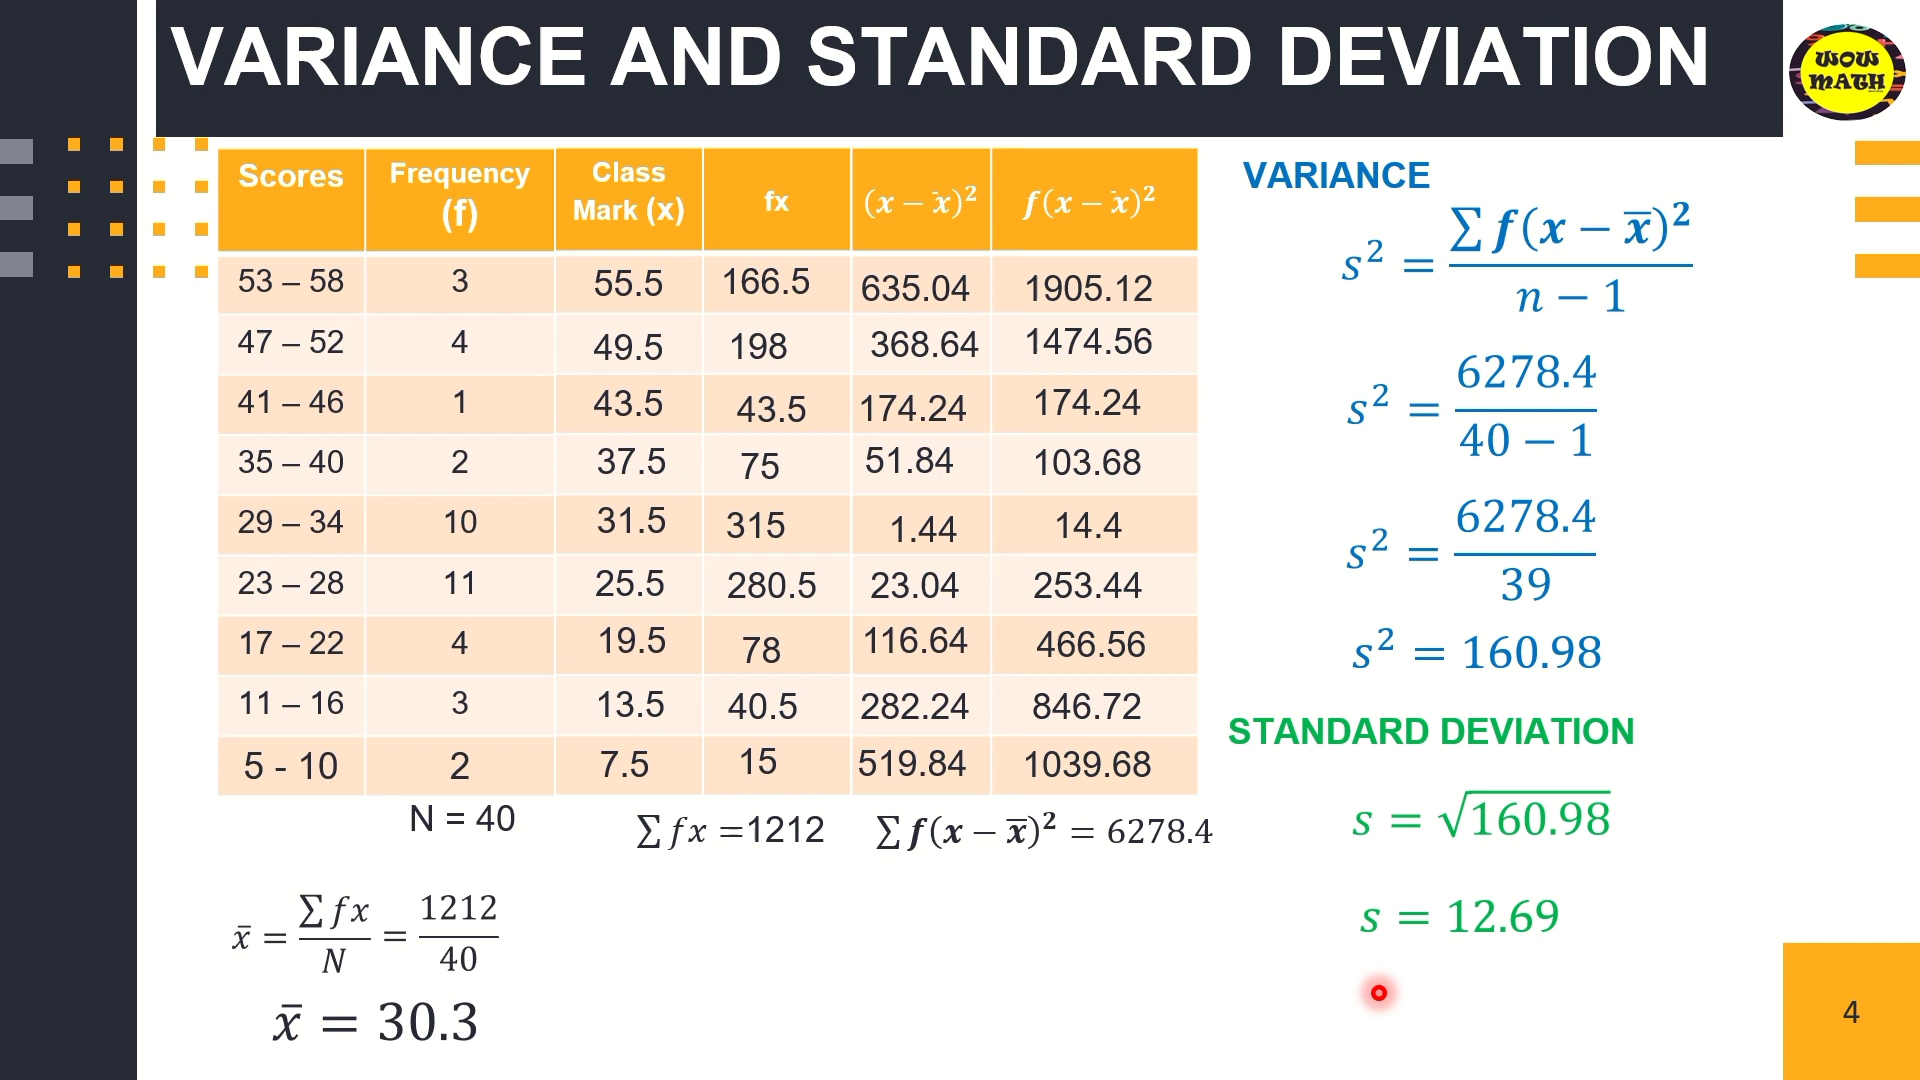 VARIANCE AND STANDARD DEVIATION
WOW
MATH
Scores Frequency (f) Class Mark (x) fx (x − x̄)² f(x − x̄)²
53 – 58 3 55.5 166.5 635.04 1905.12
47 – 52 4 49.5 198 368.64 1474.56
41 – 46 1 43.5 43.5 174.24 174.24
35 – 40 2 37.5 75 51.84 103.68
29 – 34 10 31.5 315 1.44 14.4
23 – 28 11 25.5 280.5 23.04 253.44
17 – 22 4 19.5 78 116.64 466.56
11 – 16 3 13.5 40.5 282.24 846.72
5 - 10 2 7.5 15 519.84 1039.68
N = 40 ∑ fx =1212 ∑ f(x − x̄)² = 6278.4
x̄ = ∑ fx / N = 1212 / 40
x̄ = 30.3
VARIANCE
s² = ∑ f(x − x̄)² / n − 1
s² = 6278.4 / 40 − 1
s² = 6278.4 / 39
s² = 160.98
STANDARD DEVIATION
s = √160.98
s = 12.69
4